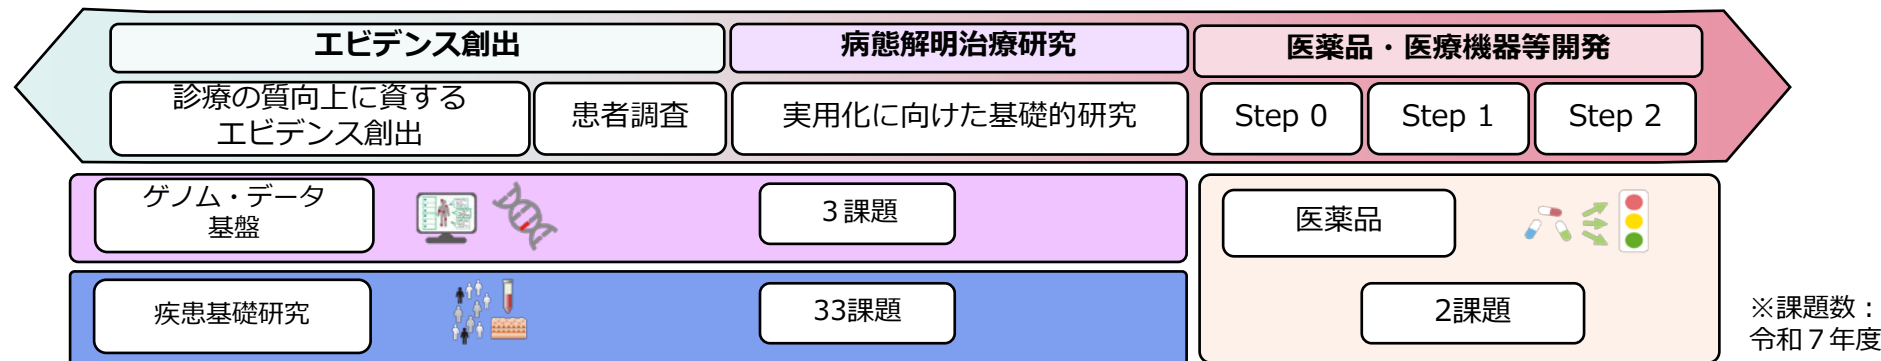 エビデンス創出
病態解明治療研究
医薬品・医療機器等開発
診療の質向上に資する
エビデンス創出
患者調査
実用化に向けた基礎的研究
Step 0
Step 1
Step 2
ゲノム・データ
基盤
３課題
医薬品
疾患基礎研究
33課題
2課題
※課題数：
令和７年度